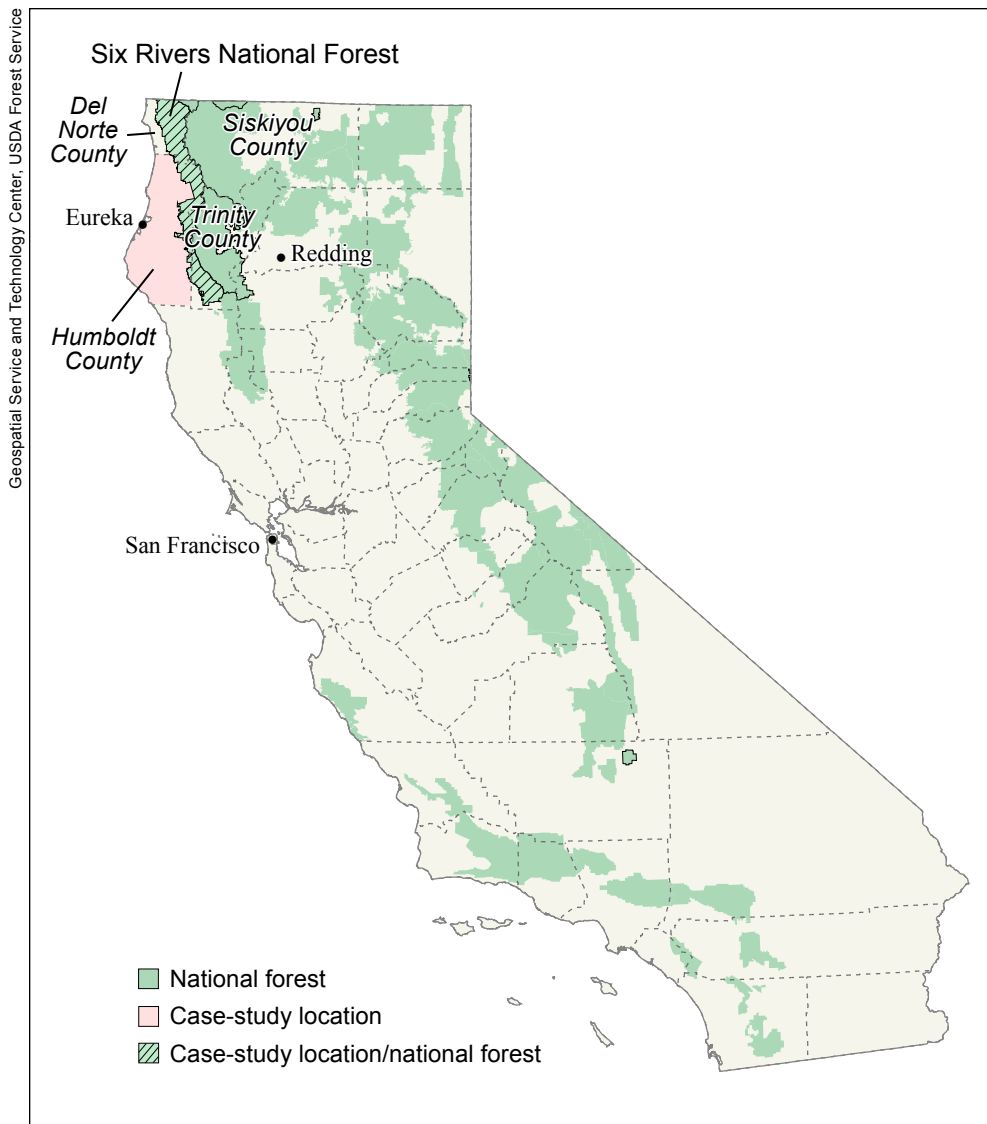 Geospatial Service and Technology Center, USDA Forest Service
Six Rivers National Forest
Del
Norte
County
Siskiyou
County
Eureka
Trinity
County
Redding
Humboldt
County
San Francisco
National forest
Case-study location
Case-study location/national forest